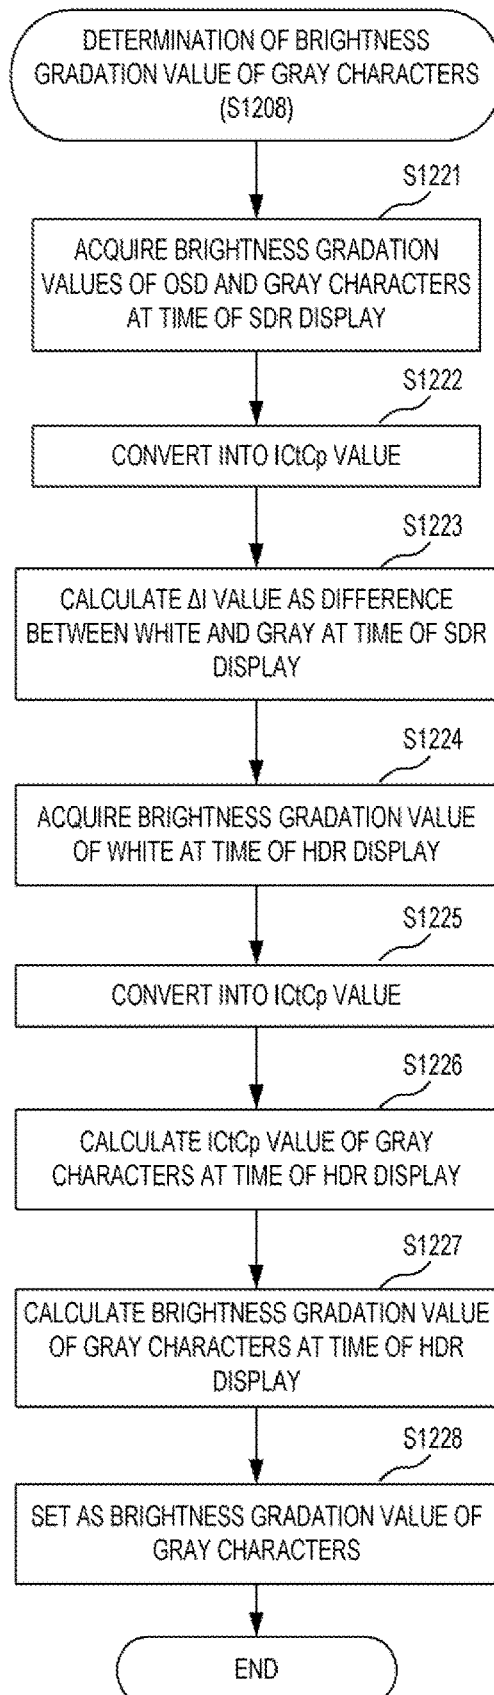 DETERMINATION OF BRIGHTNESS
GRADATION VALUE OF GRAY CHARACTERS
(S1208)
S1221
ACQUIRE BRIGHTNESS GRADATION
VALUES OF OSD AND GRAY CHARACTERS
AT TIME OF SDR DISPLAY
S1222
CONVERT INTO ICtCp VALUE
S1223
CALCULATE ΔI VALUE AS DIFFERENCE
BETWEEN WHITE AND GRAY AT TIME OF SDR
DISPLAY
S1224
ACQUIRE BRIGHTNESS GRADATION VALUE
OF WHITE AT TIME OF HDR DISPLAY
S1225
CONVERT INTO ICtCp VALUE
S1226
CALCULATE ICtCp VALUE OF GRAY
CHARACTERS AT TIME OF HDR DISPLAY
S1227
CALCULATE BRIGHTNESS GRADATION VALUE
OF GRAY CHARACTERS AT TIME OF HDR
DISPLAY
S1228
SET AS BRIGHTNESS GRADATION VALUE OF
GRAY CHARACTERS
END